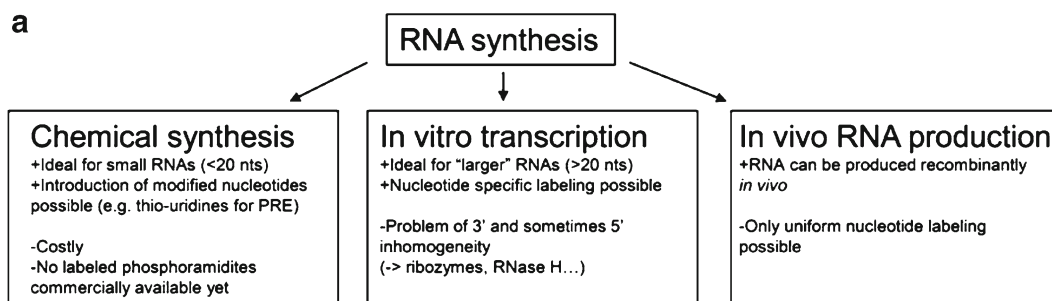 a
RNA synthesis
Chemical synthesis
+Ideal for small RNAs (<20 nts)
+Introduction of modified nucleotides
possible (e.g. thio-uridines for PRE)
-Costly
-No labeled phosphoramidites
commercially available yet
In vitro transcription
+Ideal for “larger” RNAs (>20 nts)
+Nucleotide specific labeling possible
-Problem of 3’ and sometimes 5’
inhomogeneity
(-> ribozymes, RNase H…)
In vivo RNA production
+RNA can be produced recombinantly
in vivo
-Only uniform nucleotide labeling
possible